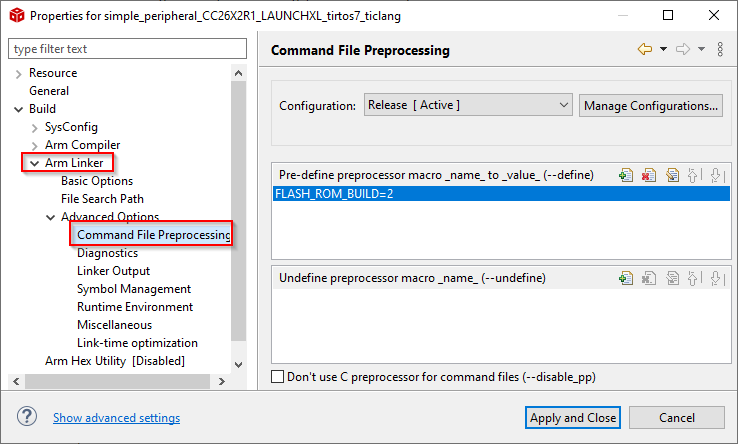 Properties for simple_peripheral_CC26X2R1_LAUNCHXL_tirtos7_ticlang
type filter text
Resource
General
Build
SysConfig
Arm Compiler
Arm Linker
Basic Options
File Search Path
Advanced Options
Command File Preprocessing
Diagnostics
Linker Output
Symbol Management
Runtime Environment
Miscellaneous
Link-time optimization
Arm Hex Utility [Disabled]
Command File Preprocessing
Configuration:
Release [ Active ]
Manage Configurations...
Pre-define preprocessor macro _name_ to _value_ (--define)
FLASH_ROM_BUILD=2
Undefine preprocessor macro _name_ (--undefine)
Don't use C preprocessor for command files (--disable_pp)
Show advanced settings
Apply and Close
Cancel